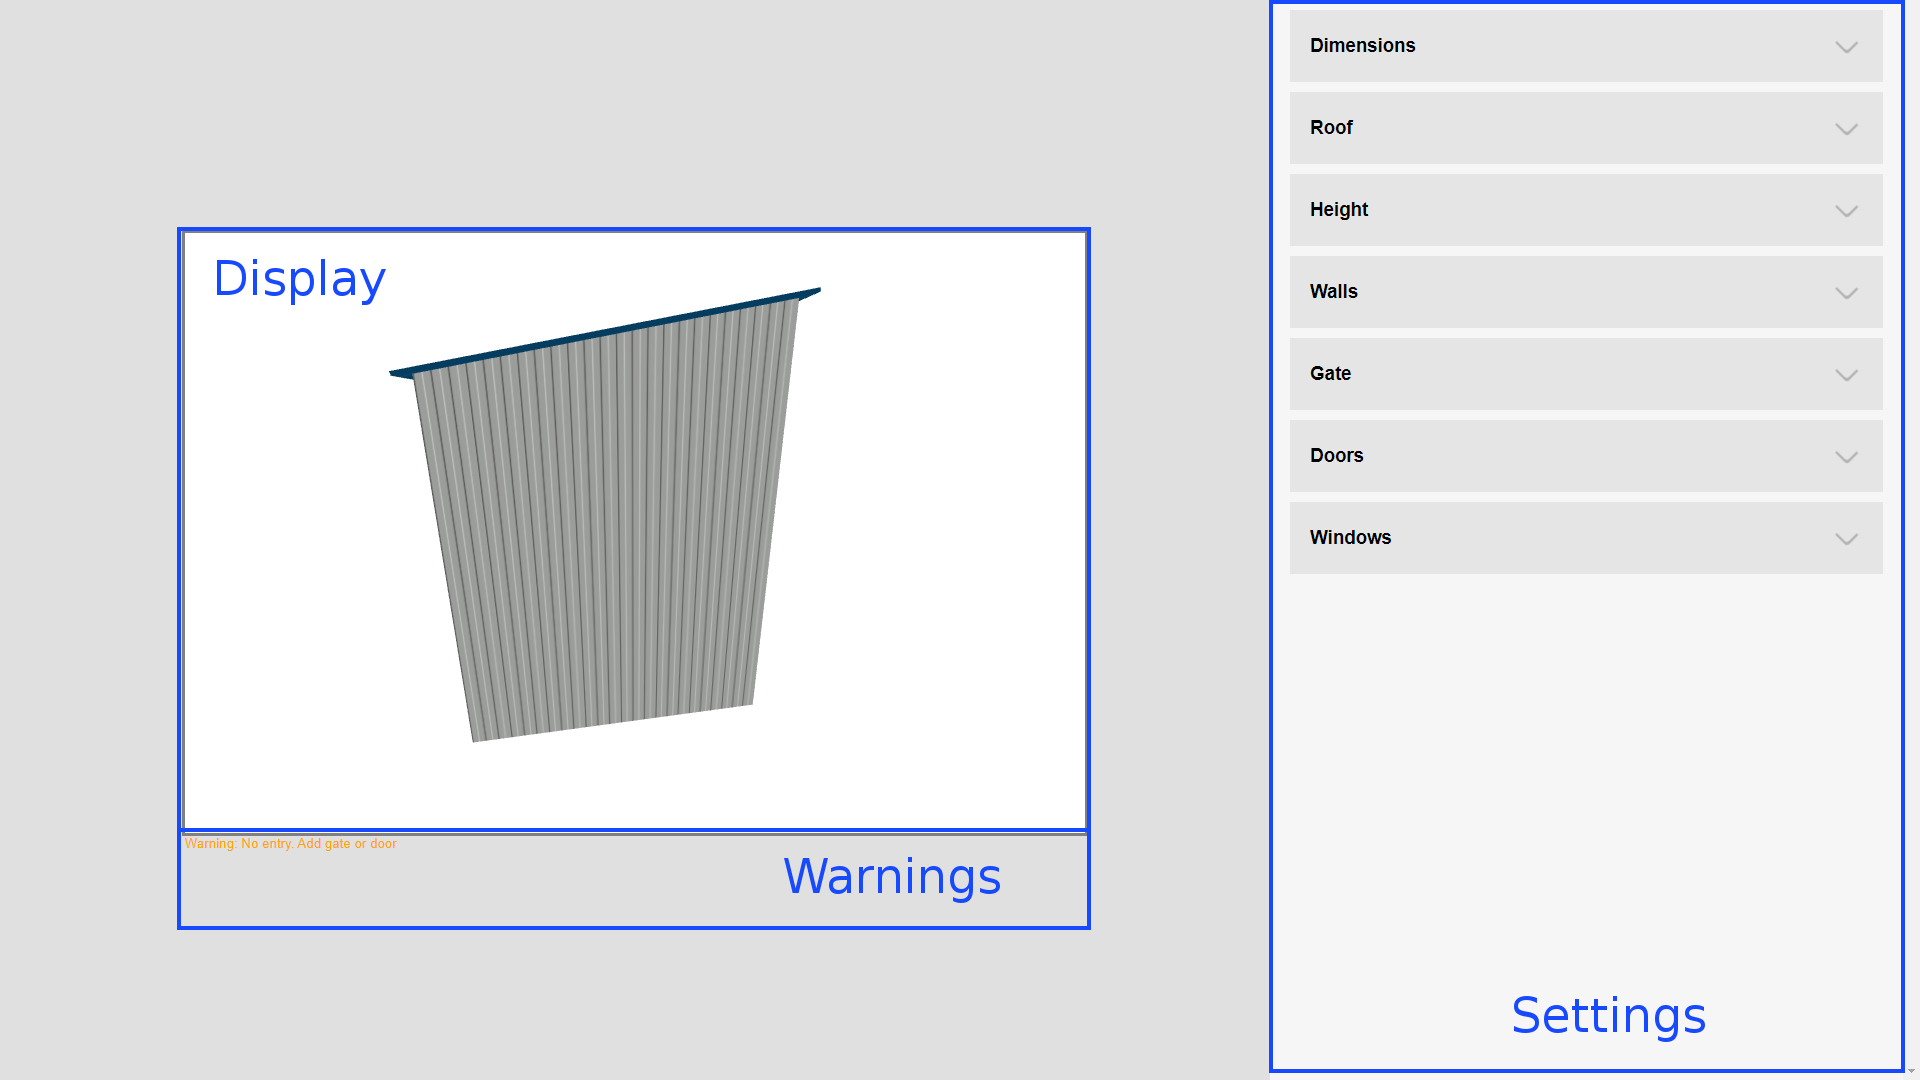 Display
Warning: No entry. Add gate or door
Warnings
Dimensions
Roof
Height
Walls
Gate
Doors
Windows
Settings